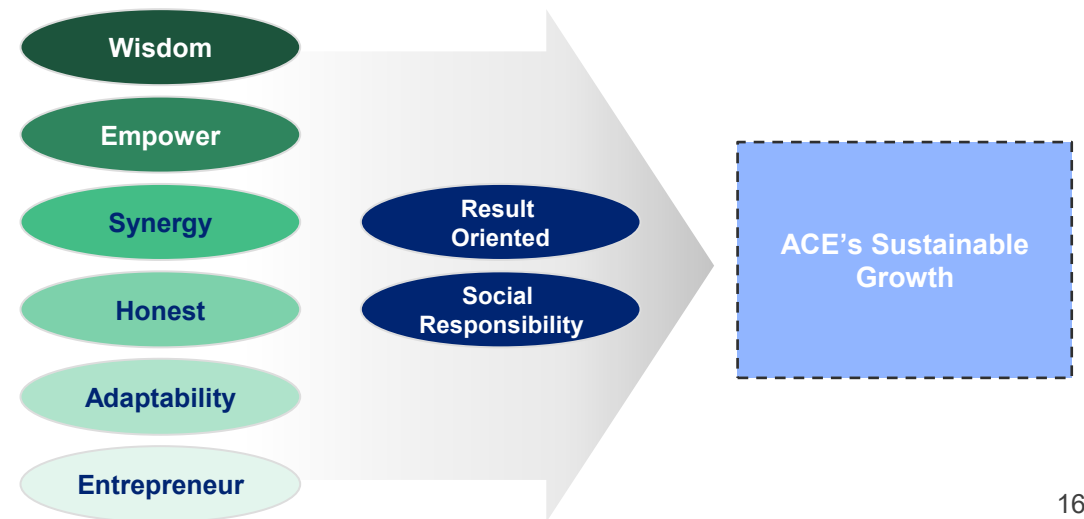 Wisdom
Empower
Synergy
Honest
Adaptability
Entrepreneur
Result
Oriented
Social
Responsibility
ACE’s Sustainable
Growth
16